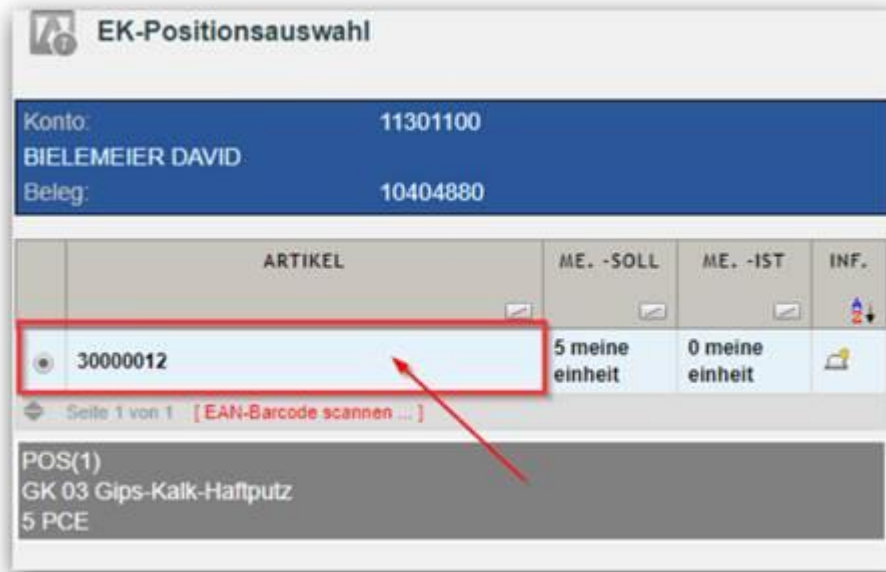 EK-Positionsauswahl
Konto: 11301100
BIELEMEIER DAVID
Beleg: 10404880
ARTIKEL ME. -SOLL ME. -IST INF.
30000012 5 meine einheit 0 meine einheit
Seite 1 von 1 [ EAN-Barcode scannen ... ]
POS(1)
GK 03 Gips-Kalk-Haftputz
5 PCE